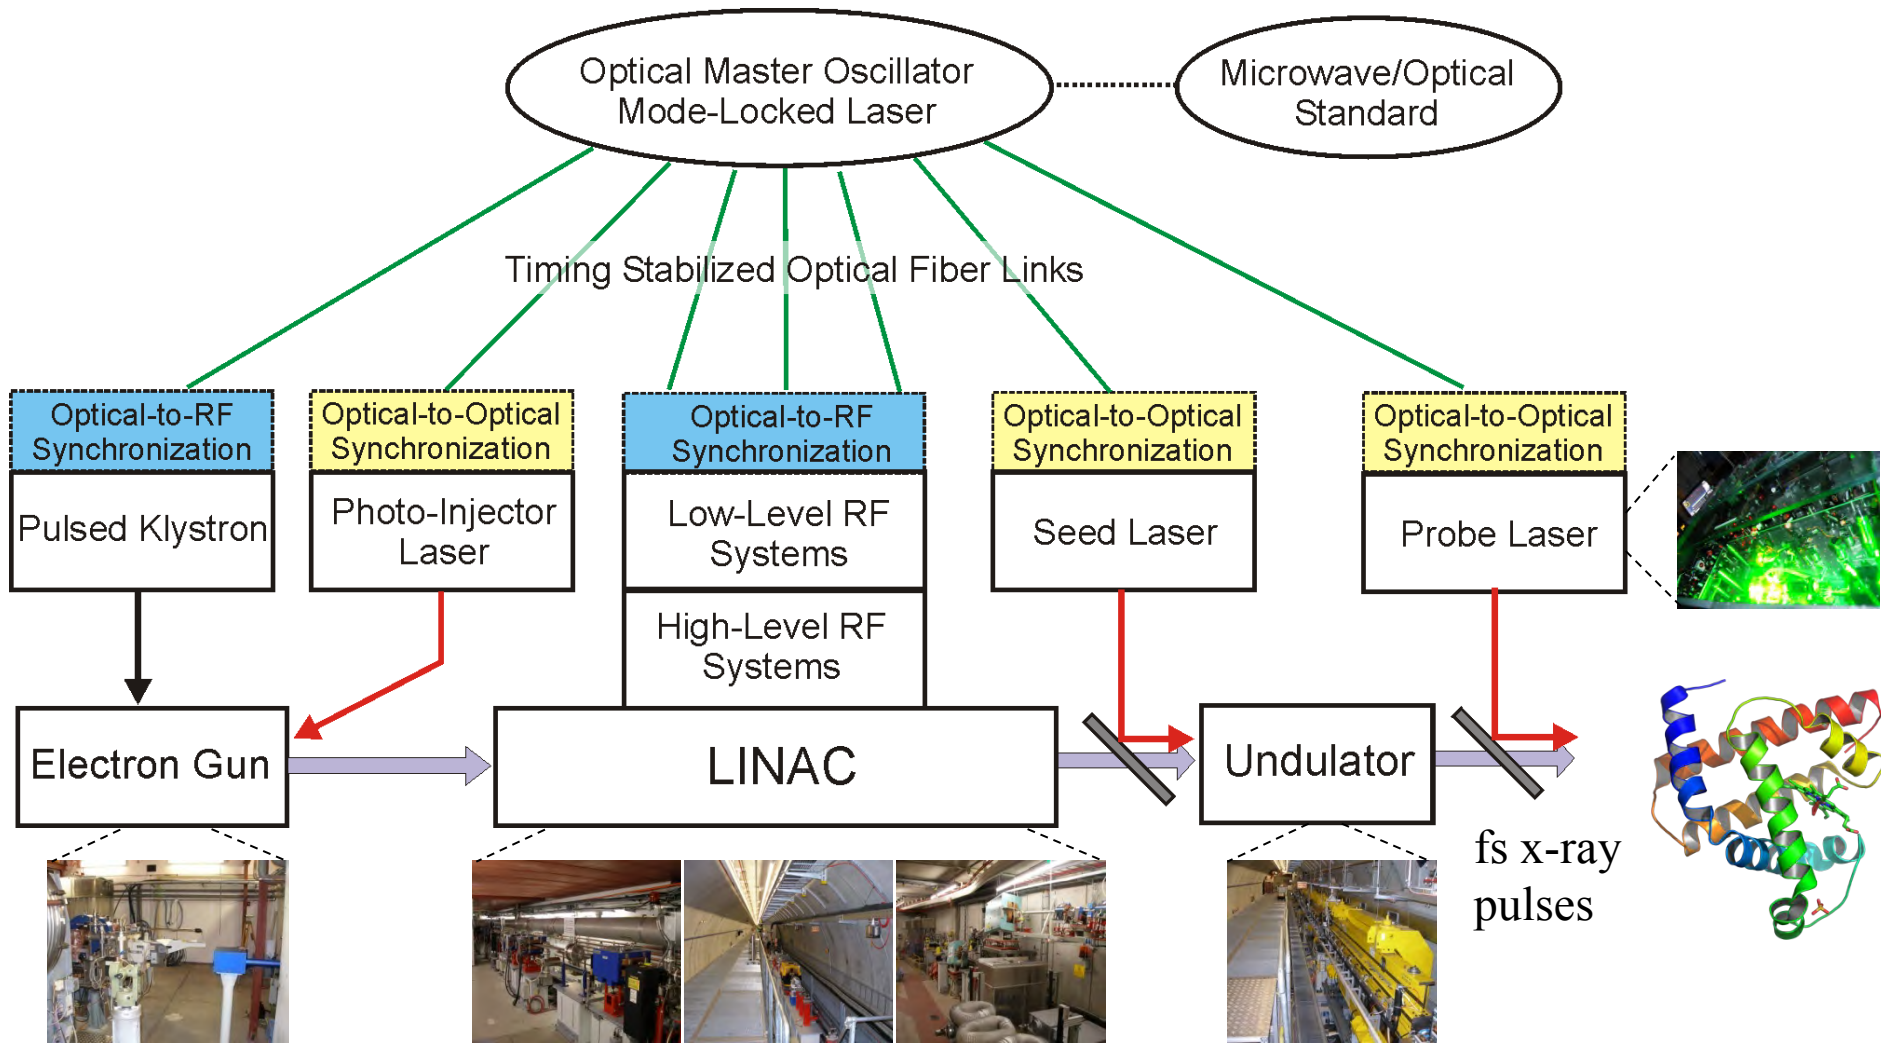 Optical Master Oscillator
Mode-Locked Laser
Microwave/Optical
Standard
Timing Stabilized Optical Fiber Links
Optical-to-RF
Synchronization
Pulsed Klystron
Optical-to-Optical
Synchronization
Photo-Injector
Laser
Optical-to-RF
Synchronization
Low-Level RF
Systems
High-Level RF
Systems
Optical-to-Optical
Synchronization
Seed Laser
Optical-to-Optical
Synchronization
Probe Laser
Electron Gun
LINAC
Undulator
fs x-ray
pulses